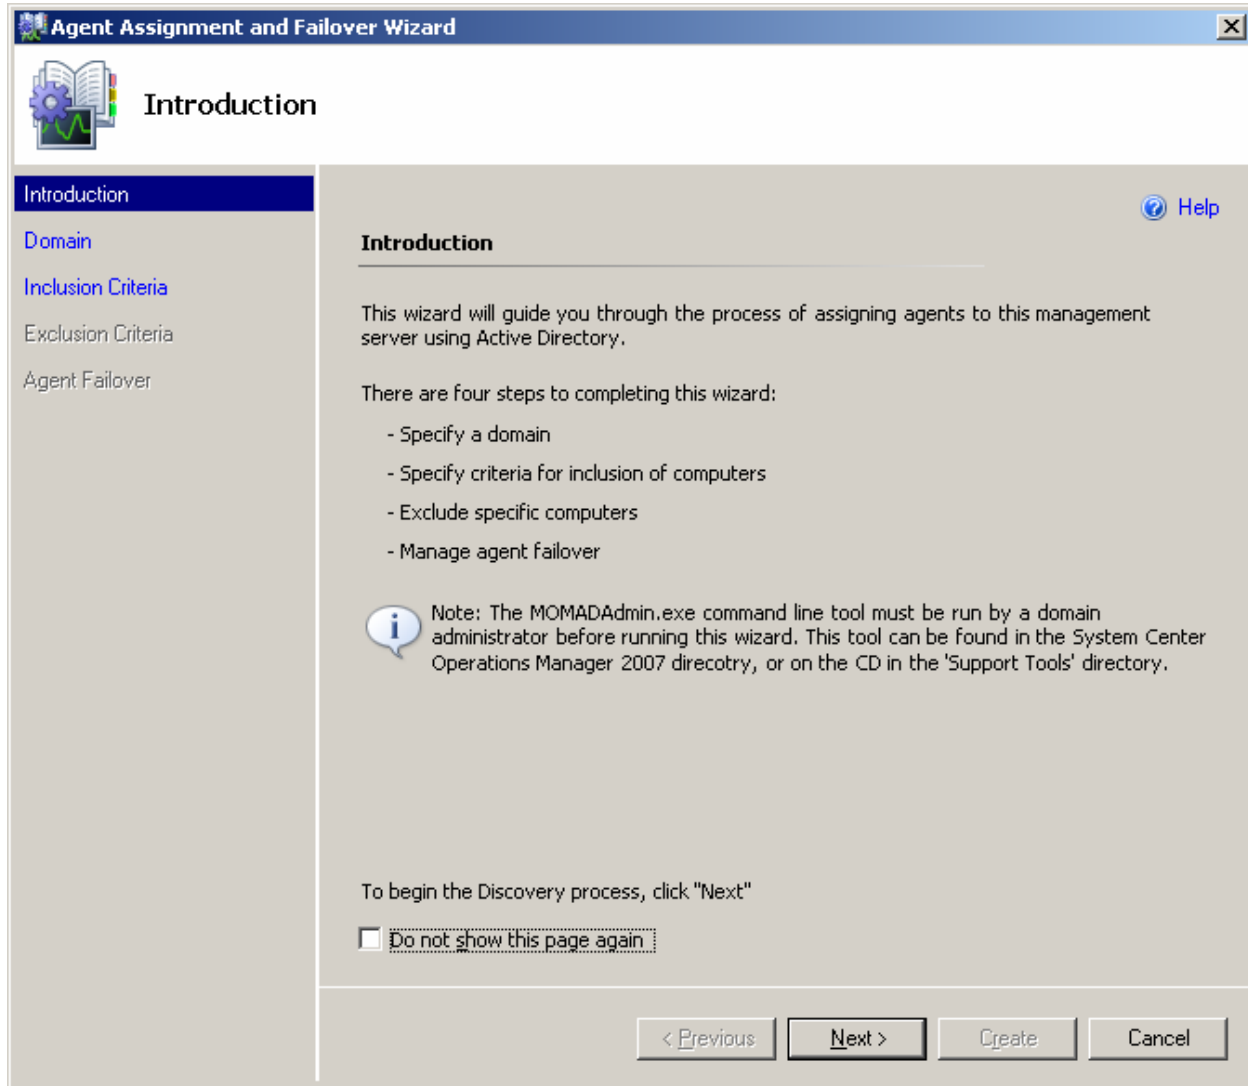 Agent Assignment and Failover Wizard
Introduction
Introduction
Domain
Inclusion Criteria
Exclusion Criteria
Agent Failover
Help
Introduction
This wizard will guide you through the process of assigning agents to this management
server using Active Directory.
There are four steps to completing this wizard:
- Specify a domain
- Specify criteria for inclusion of computers
- Exclude specific computers
- Manage agent failover
Note: The MOMADAdmin.exe command line tool must be run by a domain
administrator before running this wizard. This tool can be found in the System Center
Operations Manager 2007 direcotry, or on the CD in the 'Support Tools' directory.
To begin the Discovery process, click "Next"
Do not show this page again
< Previous
Next >
Create
Cancel